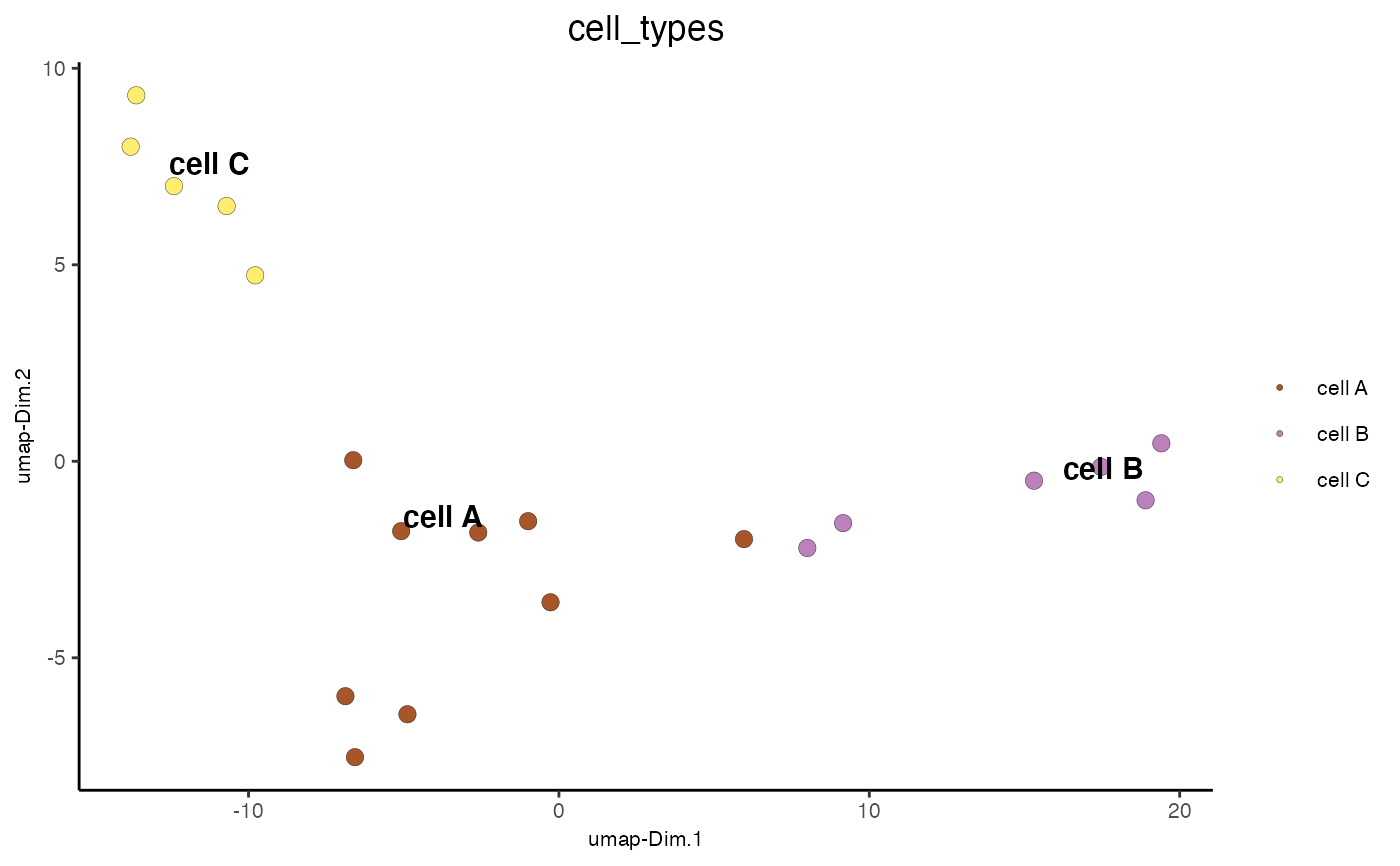 cell_types
10
5
0
-5
umap-Dim.2
cell C
cell A
cell B
cell A
cell B
cell C
-10 0 10 20
umap-Dim.1